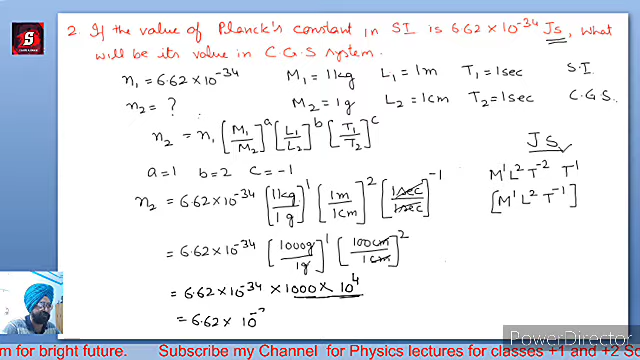 2. If the value of Planck's constant in SI is 6.62 × 10⁻³⁴ Js, what
will be its value in C.G.S system.
n₁ = 6.62 × 10⁻³⁴ M₁ = 1kg L₁ = 1m T₁ = 1sec S.I.
n₂ = ? M₂ = 1g L₂ = 1cm T₂ = 1sec C.G.S.
n₂ = n₁ [M₁/M₂]ᵃ [L₁/L₂]ᵇ [T₁/T₂]ᶜ
JS
a = 1 b = 2 c = -1
M¹ L² T⁻² T¹
n₂ = 6.62 × 10⁻³⁴ [1kg/1g]¹ [1m/1cm]² [1sec/1sec]⁻¹
[M¹ L² T⁻¹]
= 6.62 × 10⁻³⁴ [1000g/1g]¹ [100cm/1cm]²
= 6.62 × 10⁻³⁴ × 1000 × 10⁴
= 6.62 × 10⁻
PowerDirector
m for bright future. Subscribe my Channel for Physics lectures for classes +1 and +2 Sc